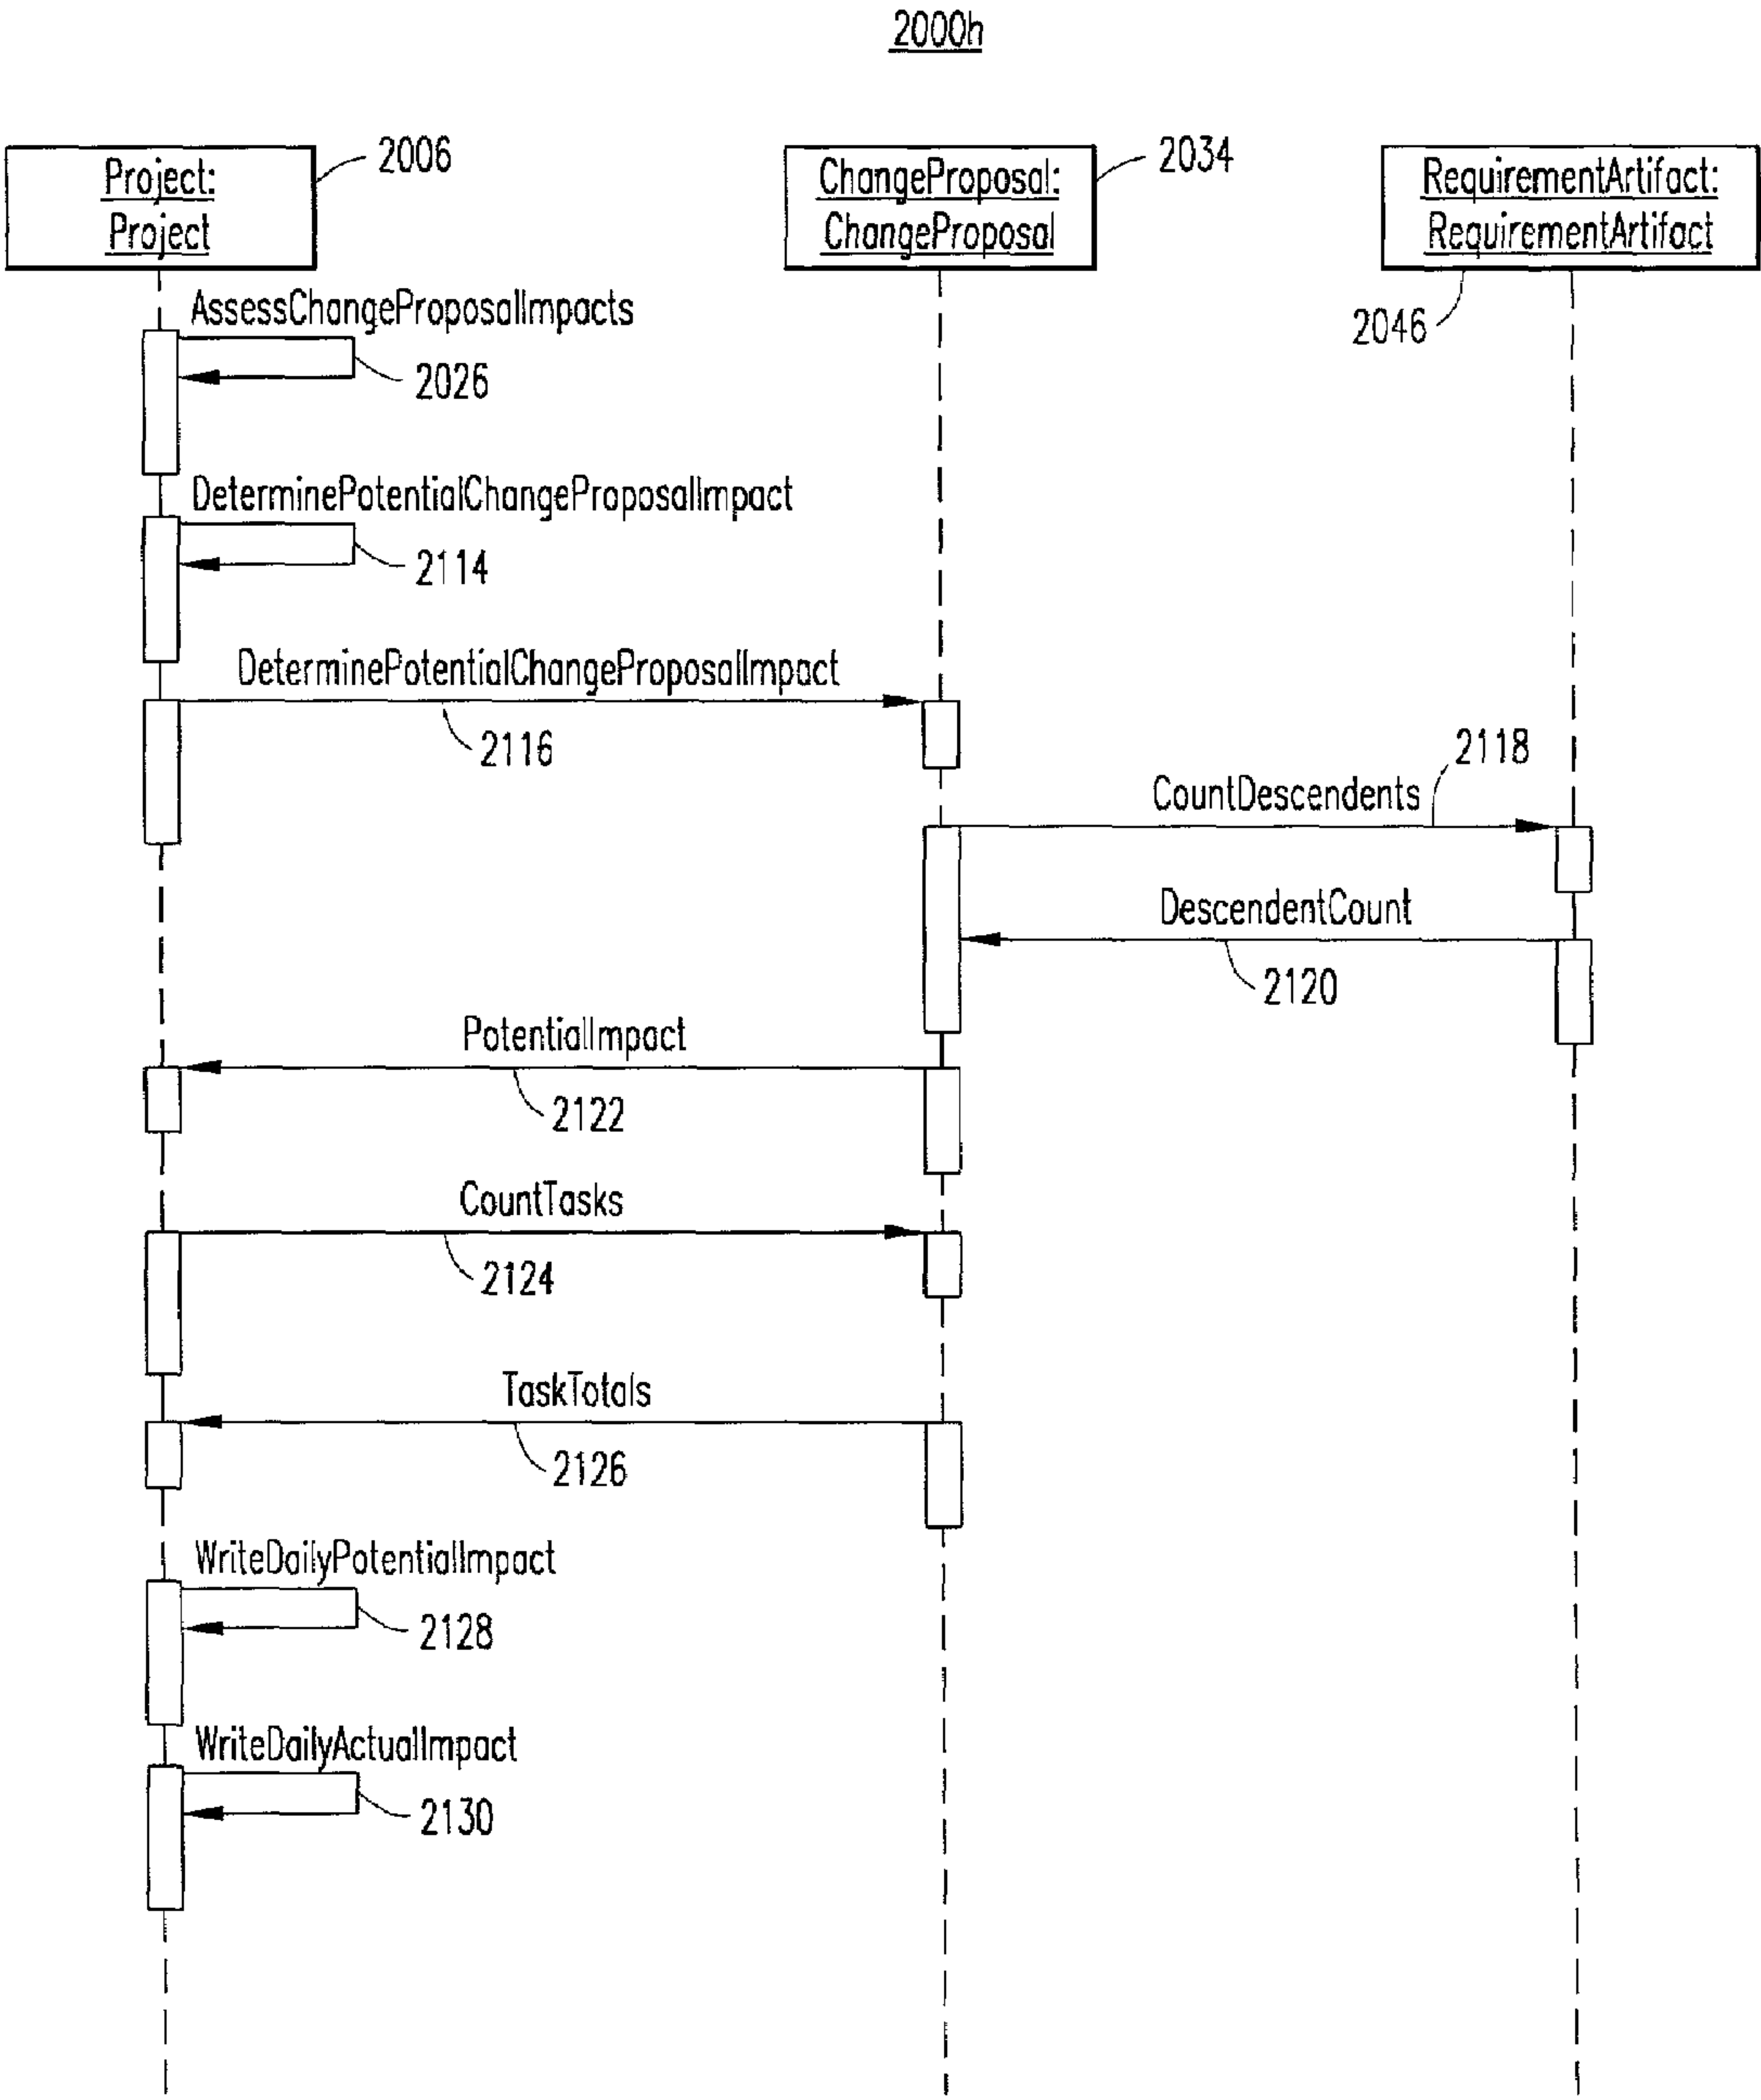 2000h
Project:
Project
2006
ChangeProposal:
ChangeProposal
2034
RequirementArtifact:
RequirementArtifact
2046
AssessChangeProposalImpacts
2026
DeterminePotentialChangeProposalImpact
2114
DeterminePotentialChangeProposalImpact
2116
2118
CountDescendents
DescendentCount
2120
PotentialImpact
2122
CountTasks
2124
TaskTotals
2126
WriteDailyPotentialImpact
2128
WriteDailyActualImpact
2130